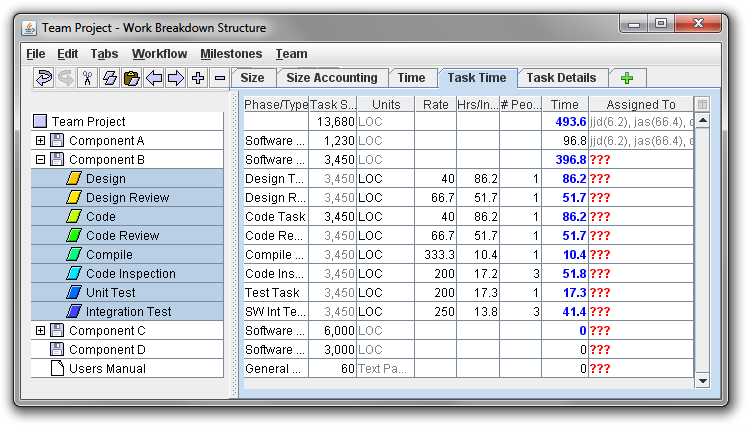 Team Project - Work Breakdown Structure
File Edit Tabs Workflow Milestones Team
Size Size Accounting Time Task Time Task Details
Phase/Type Task S... Units Rate Hrs/In... # Peo... Time Assigned To
Team Project 13,680 LOC 493.6 jjd(6.2), jas(66.4), c
Component A Software ... 1,230 LOC 96.8 jjd(6.2), jas(66.4), c
Component B Software ... 3,450 LOC 396.8 ???
Design Design T... 3,450 LOC 40 86.2 1 86.2 ???
Design Review Design R... 3,450 LOC 66.7 51.7 1 51.7 ???
Code Code Task 3,450 LOC 40 86.2 1 86.2 ???
Code Review Code Re... 3,450 LOC 66.7 51.7 1 51.7 ???
Compile Compile ... 3,450 LOC 333.3 10.4 1 10.4 ???
Code Inspection Code Ins... 3,450 LOC 200 17.2 3 51.8 ???
Unit Test Test Task 3,450 LOC 200 17.3 1 17.3 ???
Integration Test SW Int Te... 3,450 LOC 250 13.8 3 41.4 ???
Component C Software ... 6,000 LOC 0 ???
Component D Software ... 3,000 LOC 0 ???
Users Manual General ... 60 Text Pa... 0 ???